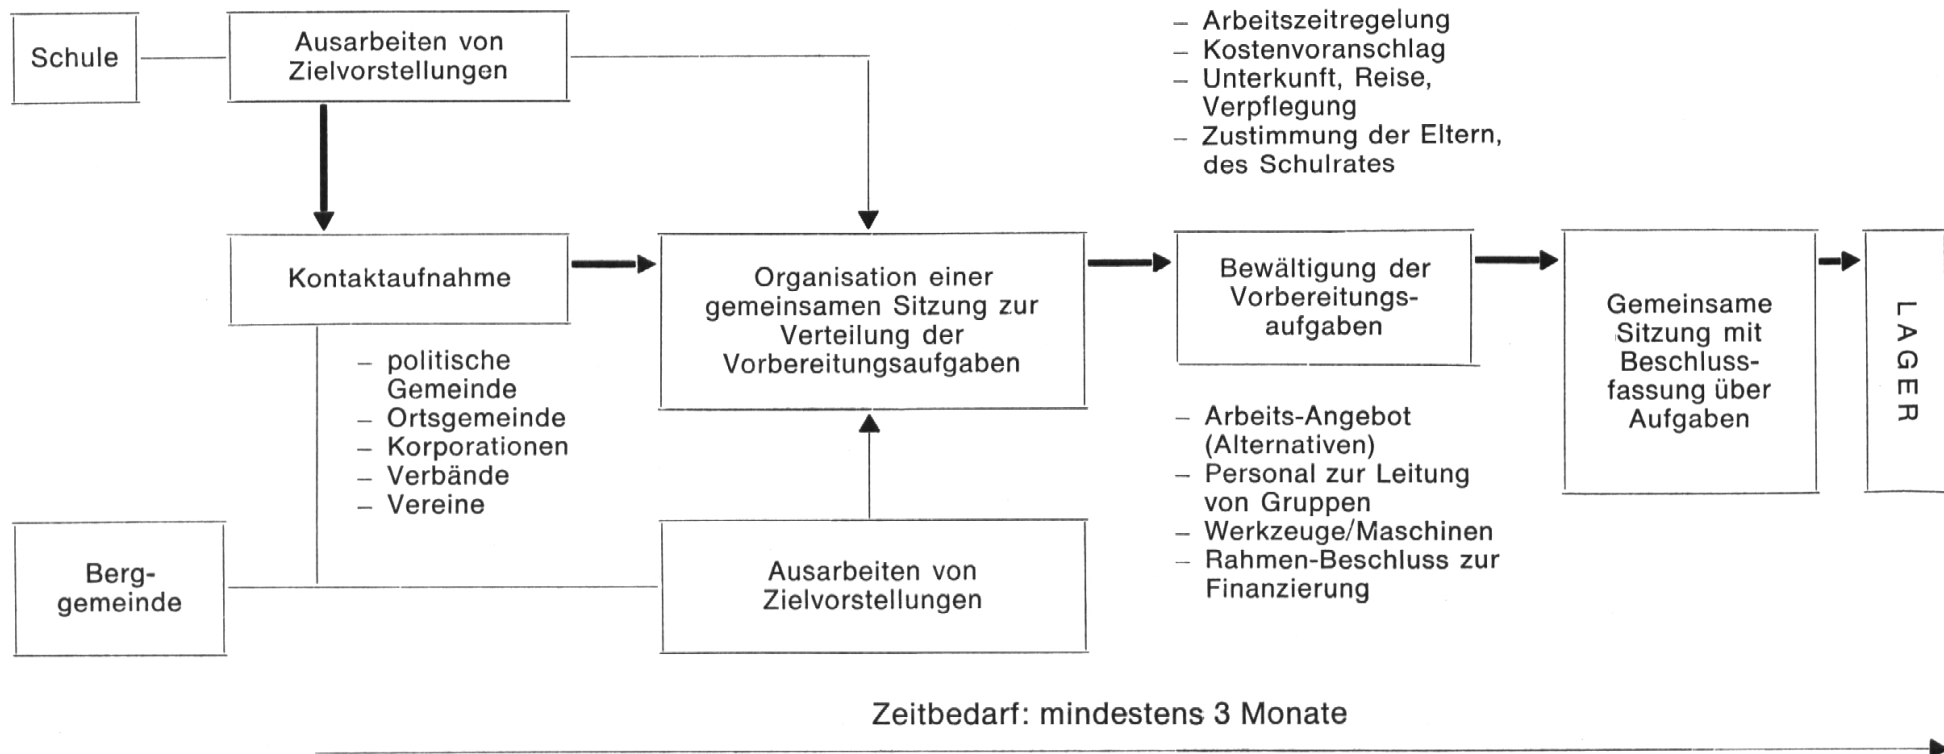 Schule
Ausarbeiten von
Zielvorstellungen
– Arbeitszeitregelung
– Kostenvoranschlag
– Unterkunft, Reise,
Verpflegung
– Zustimmung der Eltern,
des Schulrates
Kontaktaufnahme
– politische
Gemeinde
– Ortsgemeinde
– Korporationen
– Verbände
– Vereine
Organisation einer
gemeinsamen Sitzung zur
Verteilung der
Vorbereitungsaufgaben
Bewältigung der
Vorbereitungs-
aufgaben
– Arbeits-Angebot
(Alternativen)
– Personal zur Leitung
von Gruppen
– Werkzeuge/Maschinen
– Rahmen-Beschluss zur
Finanzierung
Gemeinsame
Sitzung mit
Beschluss-
fassung über
Aufgaben
LAGER
Berg-
gemeinde
Ausarbeiten von
Zielvorstellungen
Zeitbedarf: mindestens 3 Monate